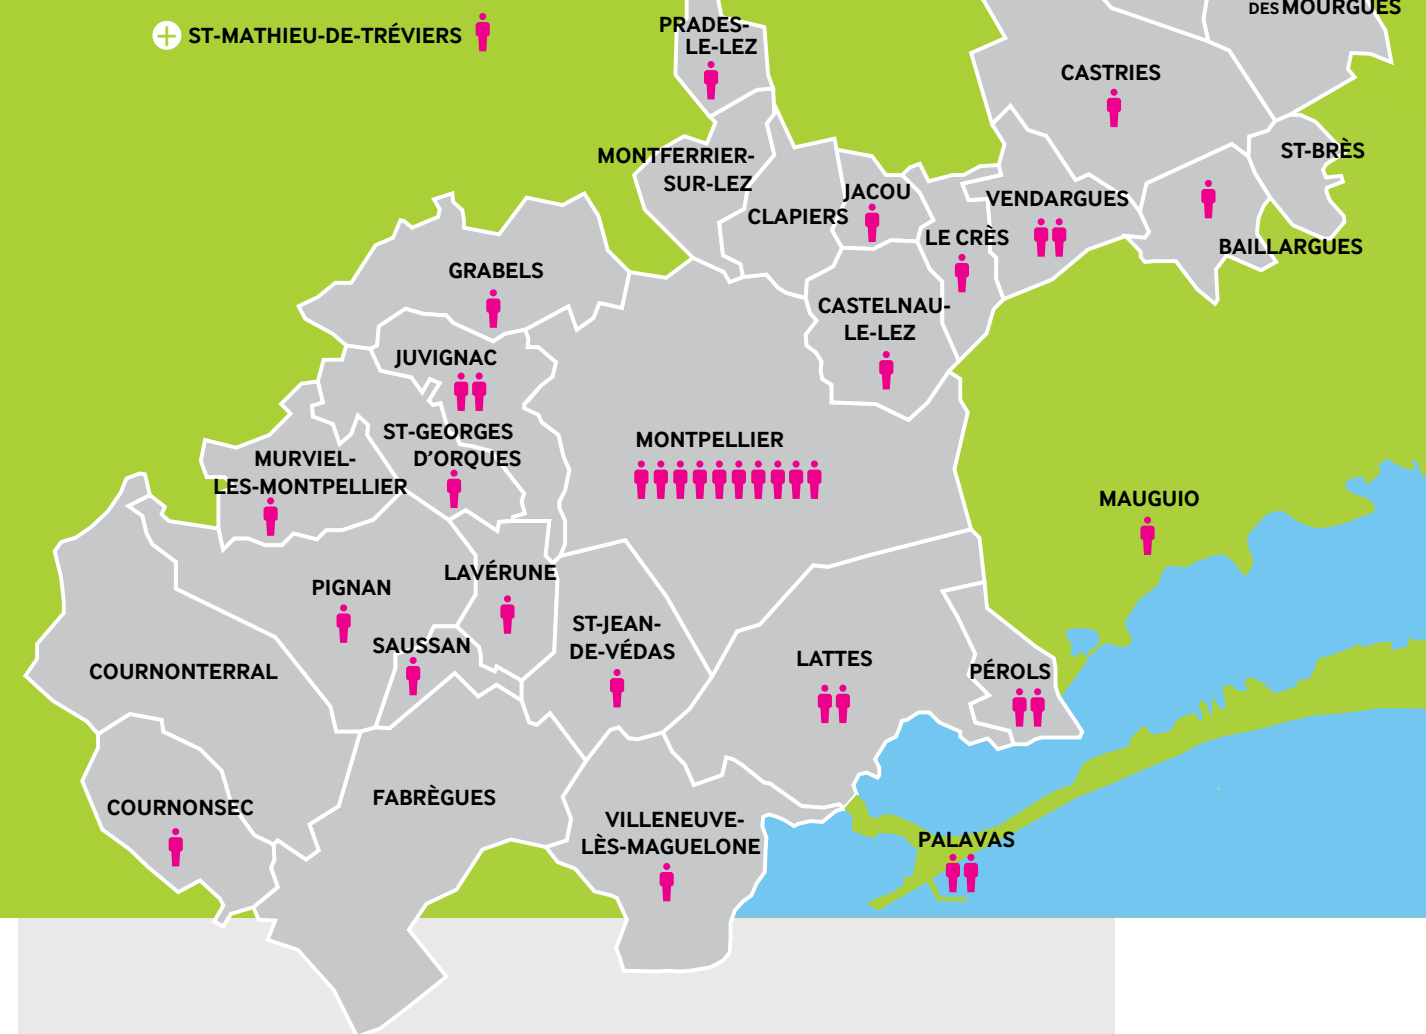 DES MOURGUES
ST-MATHIEU-DE-TRÉVIERS
PRADES-
LE-LEZ
CASTRIES
MONTFERRIER-
SUR-LEZ
ST-BRÈS
JACOU
CLAPIERS
VENDARGUES
LE CRÈS
BAILLARGUES
GRABELS
CASTELNAU-
LE-LEZ
JUVIGNAC
ST-GEORGES
D'ORQUES
MONTPELLIER
MURVIEL-
LES-MONTPELLIER
MAUGUIO
PIGNAN
LAVÉRUNE
ST-JEAN-
DE-VÉDAS
SAUSSAN
COURNONTERRAL
LATTES
PÉROLS
COURNONSEC
FABRÈGUES
VILLENEUVE-
LÈS-MAGUELONE
PALAVAS